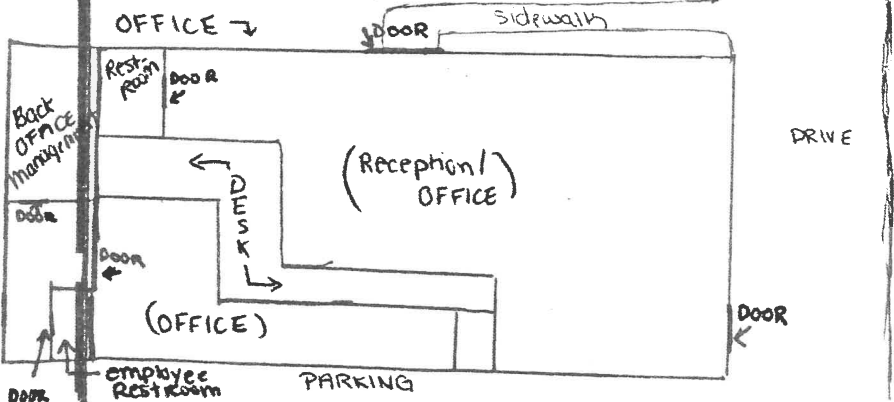 OFFICE
DOOR
Sidewalk
Rest-
Room
DOOR
Back
OFFICE
Management
DRIVE
(Reception/
OFFICE)
DESK
DOOR
DOOR
(OFFICE)
DOOR
DOOR
employee
RESTROOM
PARKING